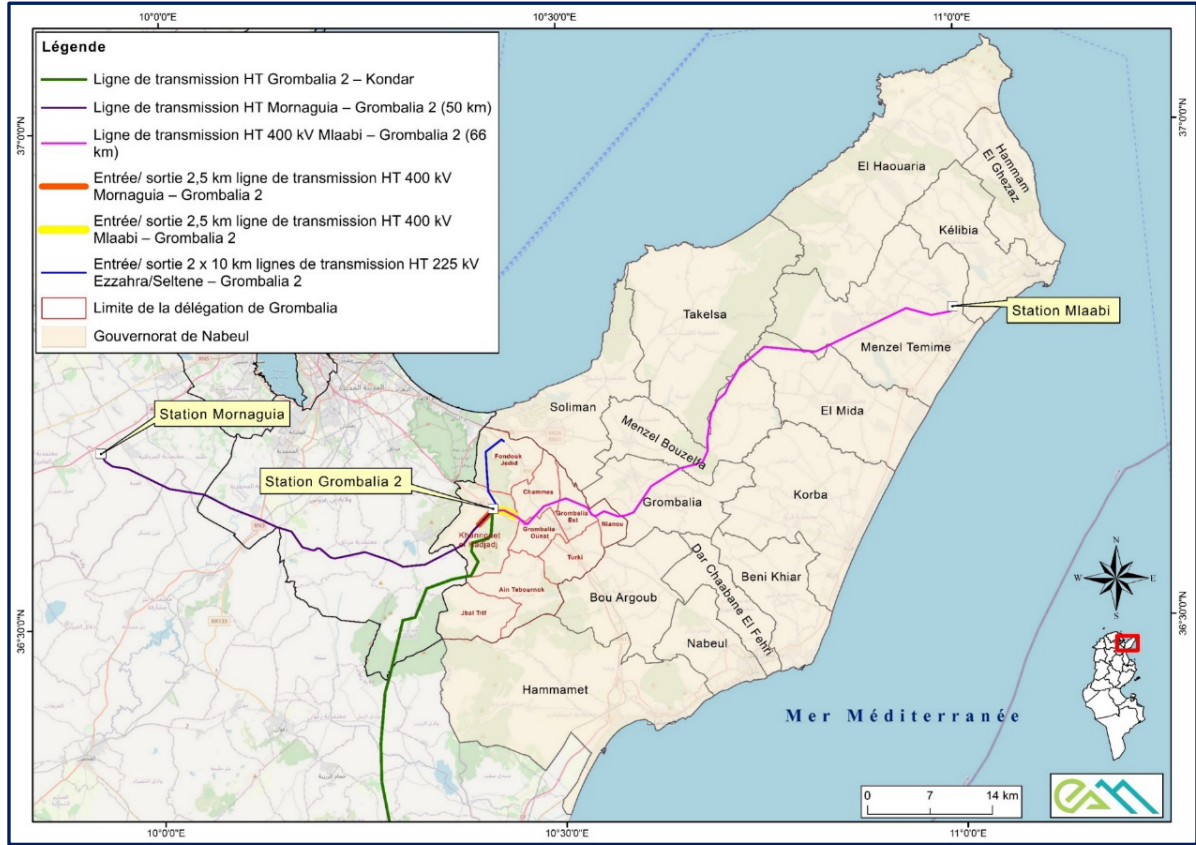 10°0'0"E
10°30'0"E
11°0'0"E
Légende
Ligne de transmission HT Grombalia 2 – Kondar
Ligne de transmission HT Mornaguia – Grombalia 2 (50 km)
Ligne de transmission HT 400 kV Mlaabi – Grombalia 2 (66
km)
Entrée/ sortie 2,5 km ligne de transmission HT 400 kV
Mornaguia – Grombalia 2
Entrée/ sortie 2,5 km ligne de transmission HT 400 kV
Mlaabi – Grombalia 2
Entrée/ sortie 2 x 10 km lignes de transmission HT 225 kV
Ezzahra/Seltene – Grombalia 2
Limite de la délégation de Grombalia
Gouvernorat de Nabeul
37°0'0"N
37°0'0"N
El Haouaria
Hammam
El Ghezaz
Kélibia
Takelsa
Station Mlaabi
Menzel Temime
Station Mornaguia
Soliman
El Mida
Menzel Bouzelfa
Fondouk
Jedid
Station Grombalia 2
Chammes
Grombalia
Korba
Grombalia
Est
Nianou
Khannguet
el Hadjadj
Grombalia
Ouest
Turki
Dar Chaabane El Fehri
Beni Khiar
Ain Tebournok
Bou Argoub
Jbal Trif
Nabeul
36°30'0"N
36°30'0"N
Hammamet
Mer Méditerranée
N
W
E
S
0 7 14 km
10°0'0"E
10°30'0"E
11°0'0"E